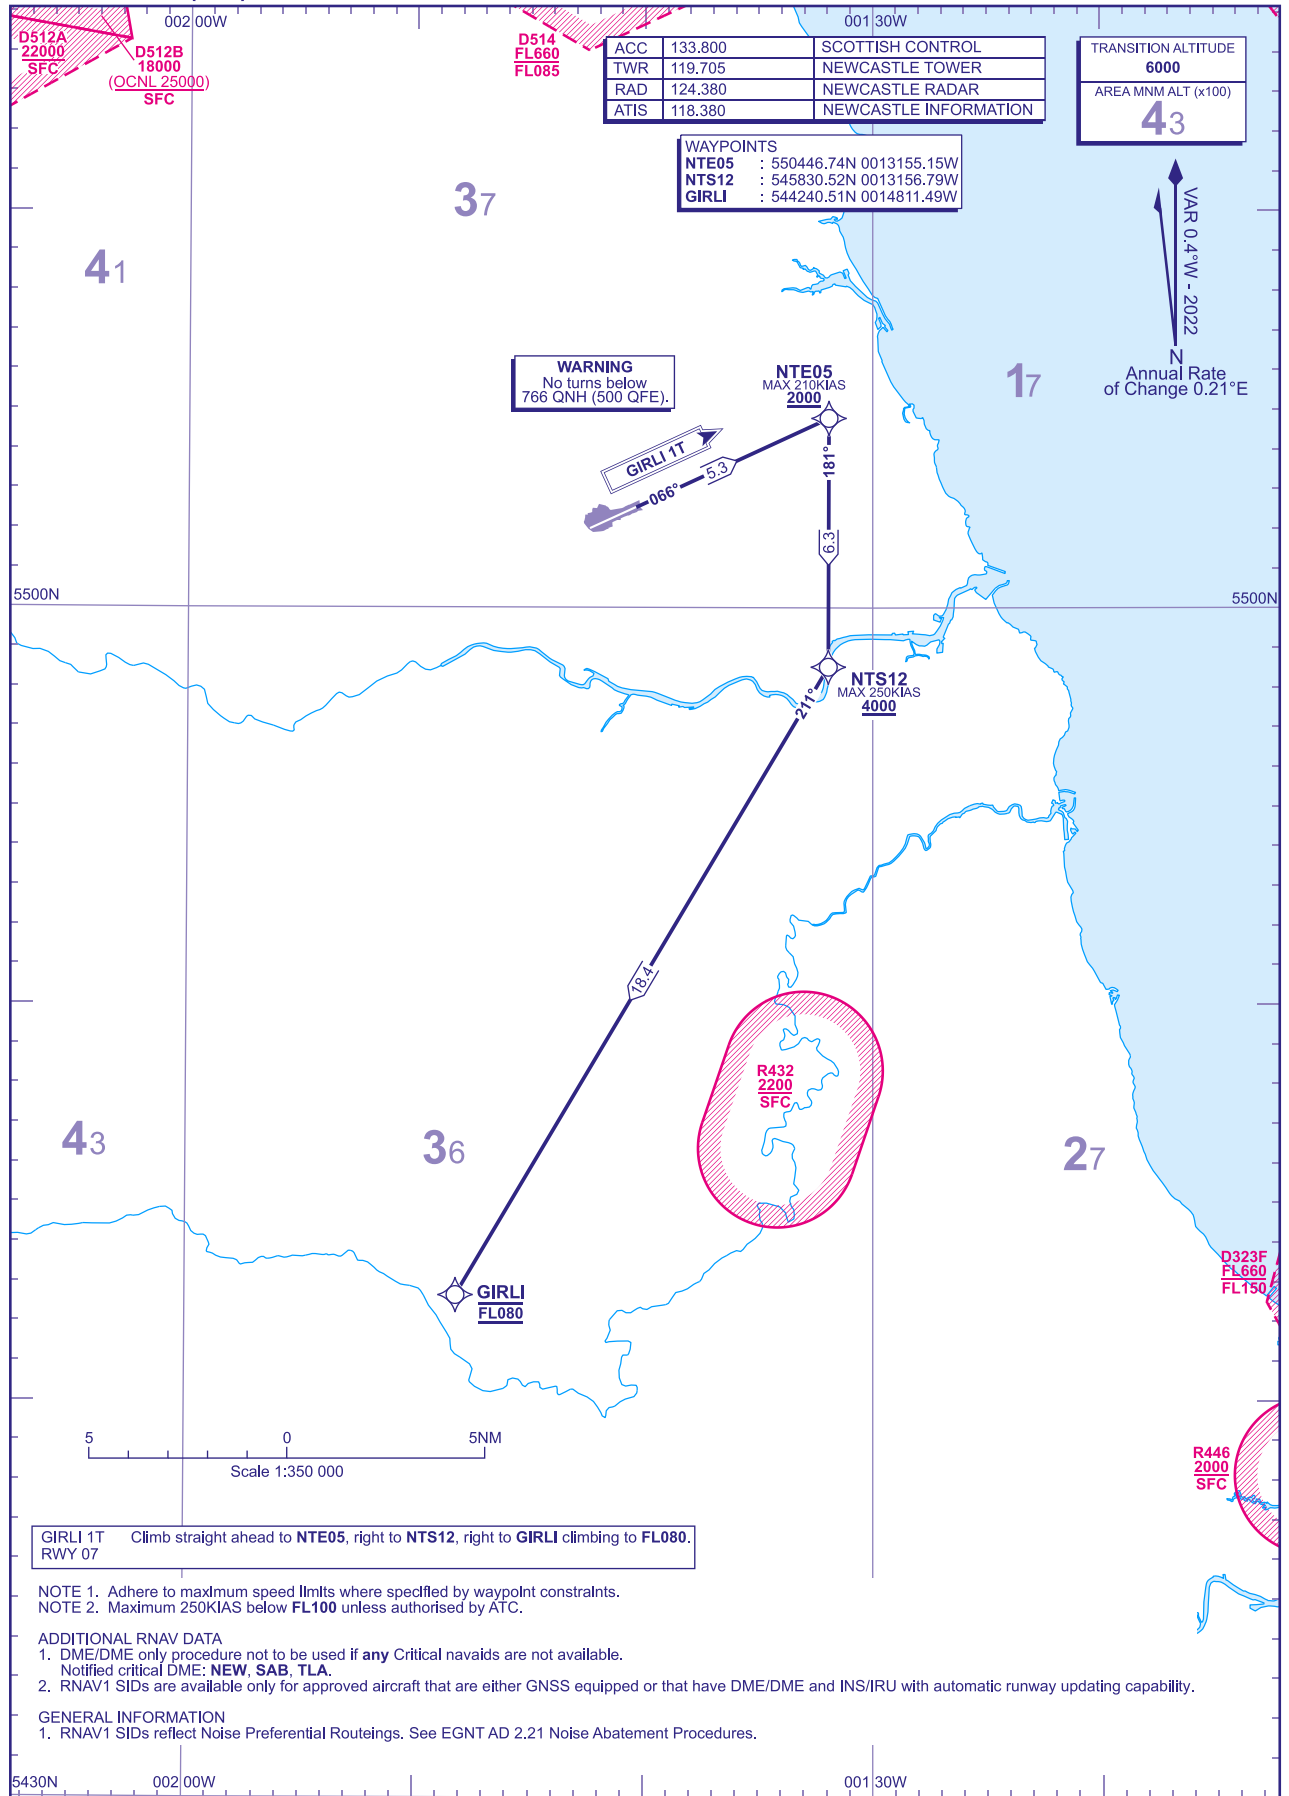 002 00W
001 30W
D512A
22000
SFC
D512B
18000
(OCNL 25000)
SFC
D514
FL660
FL085
ACC 133.800 SCOTTISH CONTROL
TWR 119.705 NEWCASTLE TOWER
RAD 124.380 NEWCASTLE RADAR
ATIS 118.380 NEWCASTLE INFORMATION
TRANSITION ALTITUDE
6000
AREA MNM ALT (x100)
43
WAYPOINTS
NTE05 : 550446.74N 0013155.15W
NTS12 : 545830.52N 0013156.79W
GIRLI : 544240.51N 0014811.49W
VAR 0.4°W - 2022
N
Annual Rate
of Change 0.21°E
37
41
17
WARNING
No turns below
766 QNH (500 QFE).
NTE05
MAX 210KIAS
2000
GIRLI 1T
066°
5.3
181°
6.3
5500N
5500N
NTS12
MAX 250KIAS
4000
211°
18.4
R432
2200
SFC
43
36
27
GIRLI
FL080
D323F
FL660
FL150
5 0 5NM
Scale 1:350 000
R446
2000
SFC
GIRLI 1T Climb straight ahead to NTE05, right to NTS12, right to GIRLI climbing to FL080.
RWY 07
NOTE 1. Adhere to maximum speed limits where specified by waypoint constraints.
NOTE 2. Maximum 250KIAS below FL100 unless authorised by ATC.
ADDITIONAL RNAV DATA
1. DME/DME only procedure not to be used if any Critical navaids are not available.
Notified critical DME: NEW, SAB, TLA.
2. RNAV1 SIDs are available only for approved aircraft that are either GNSS equipped or that have DME/DME and INS/IRU with automatic runway updating capability.
GENERAL INFORMATION
1. RNAV1 SIDs reflect Noise Preferential Routeings. See EGNT AD 2.21 Noise Abatement Procedures.
5430N
002 00W
001 30W